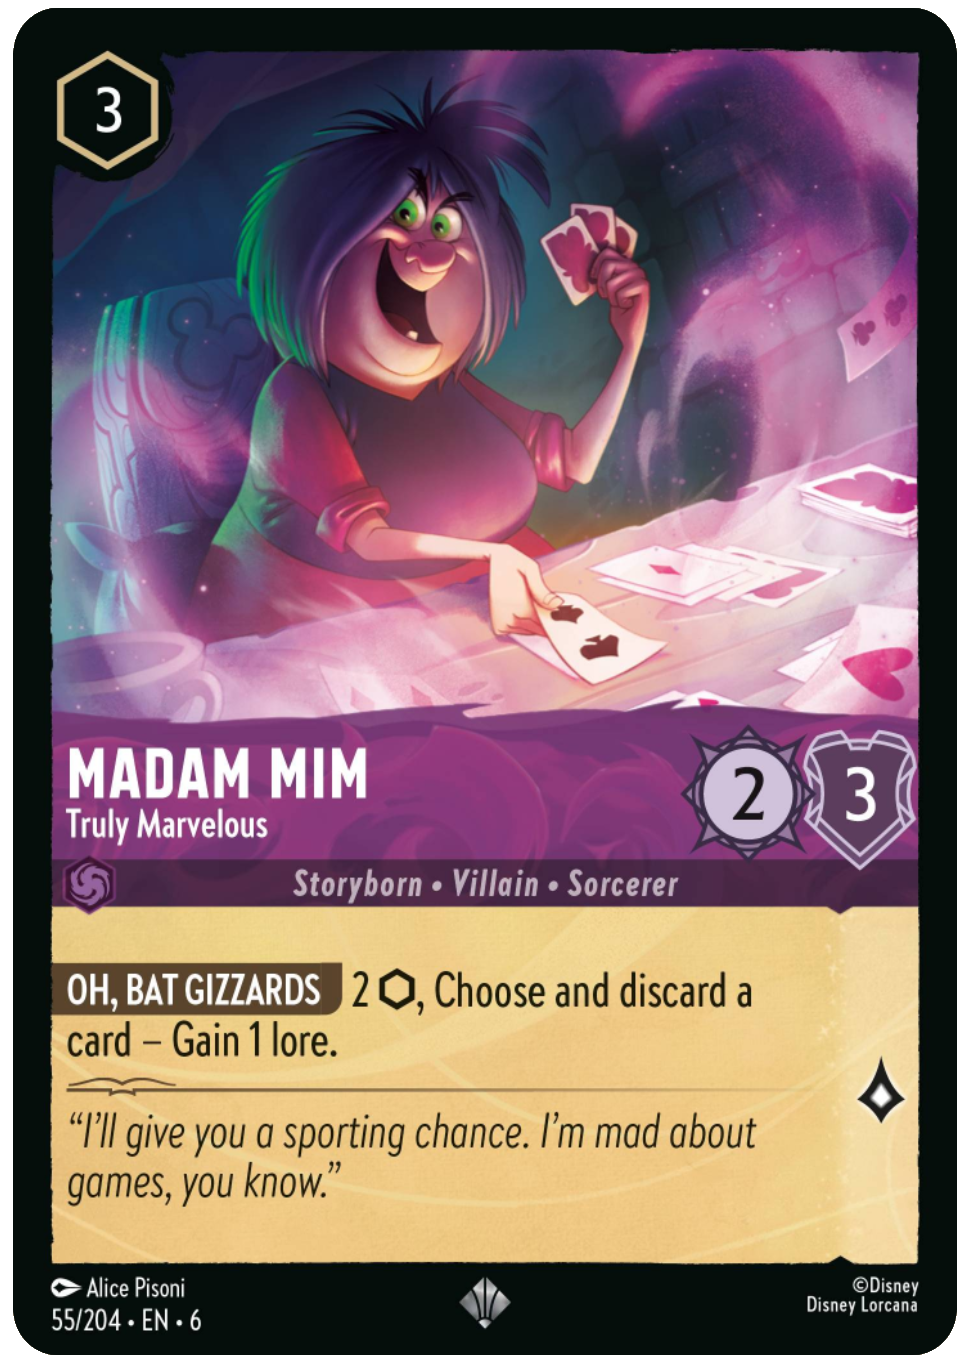 3
MADAM MIM
Truly Marvelous
2 3
Storyborn • Villain • Sorcerer
OH, BAT GIZZARDS 2 ⬡, Choose and discard a
card – Gain 1 lore.
“I’ll give you a sporting chance. I’m mad about
games, you know.”
Alice Pisoni
55/204 • EN • 6
©Disney
Disney Lorcana